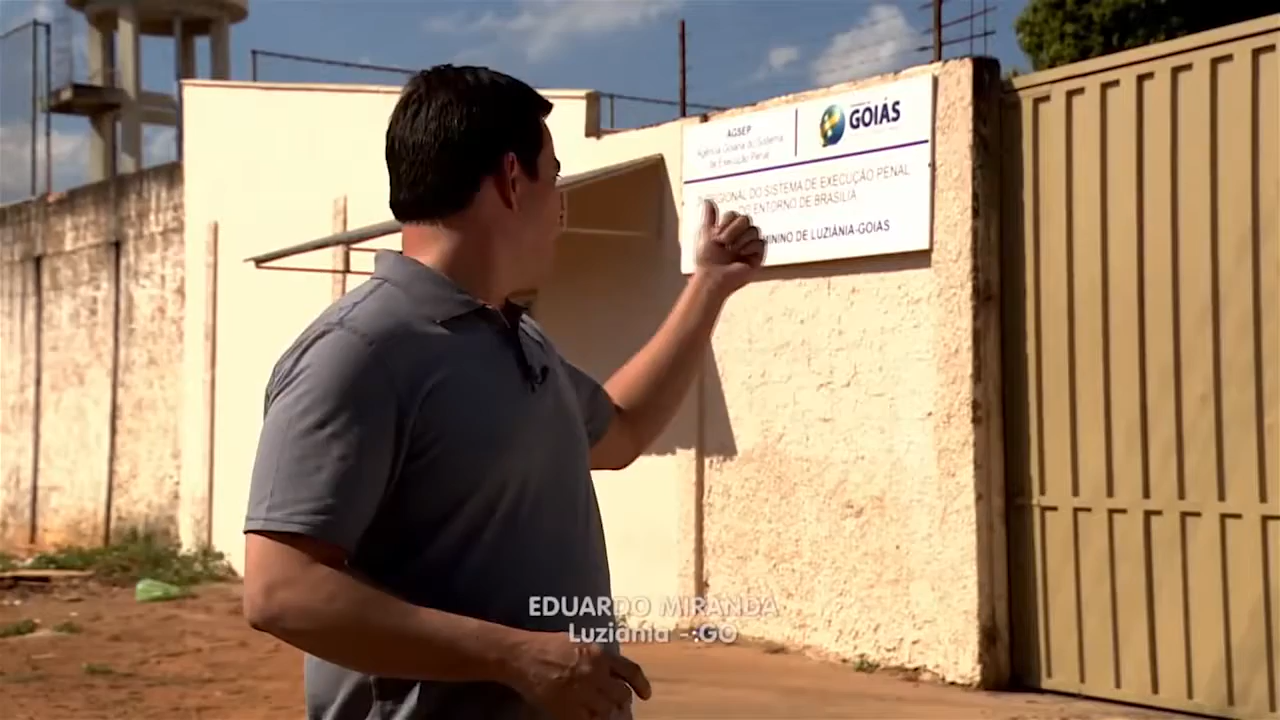 AGSEP
Agência Goiana do Sistema
de Execução Penal
GOIÁS
REGIONAL DO SISTEMA DE EXECUÇÃO PENAL
DO ENTORNO DE BRASÍLIA
MININO DE LUZIÂNIA-GOIÁS
EDUARDO MIRANDA
Luziânia - GO